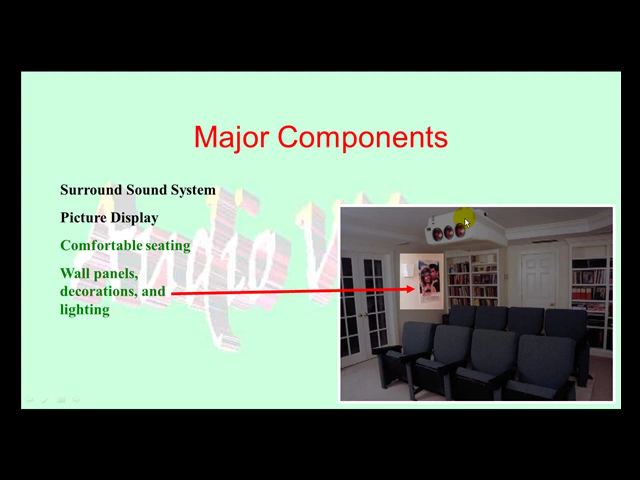 Major Components
Surround Sound System
Picture Display
Comfortable seating
Wall panels,
decorations, and
lighting